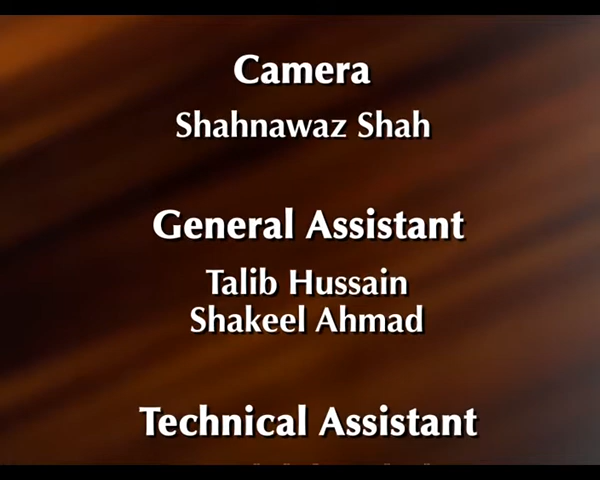 Camera
Shahnawaz Shah
General Assistant
Talib Hussain
Shakeel Ahmad
Technical Assistant